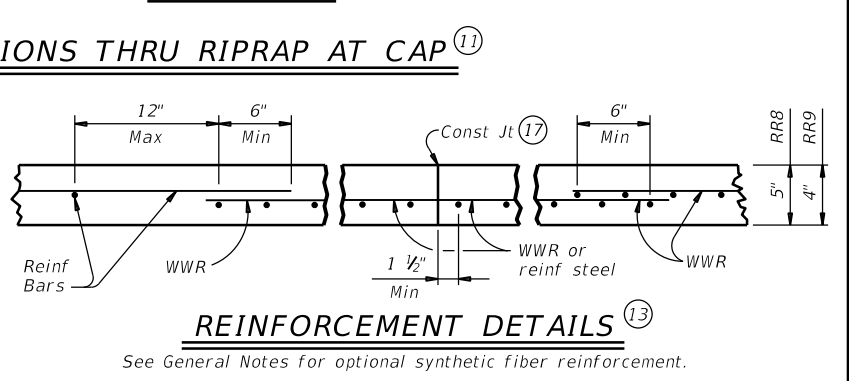 IONS THRU RIPRAP AT CAP 11
12"
Max
6"
Min
Const Jt 17
6"
Min
RR8
RR9
5"
4"
Reinf
Bars
WWR
1 ½"
Min
WWR or
reinf steel
WWR
REINFORCEMENT DETAILS 13
See General Notes for optional synthetic fiber reinforcement.